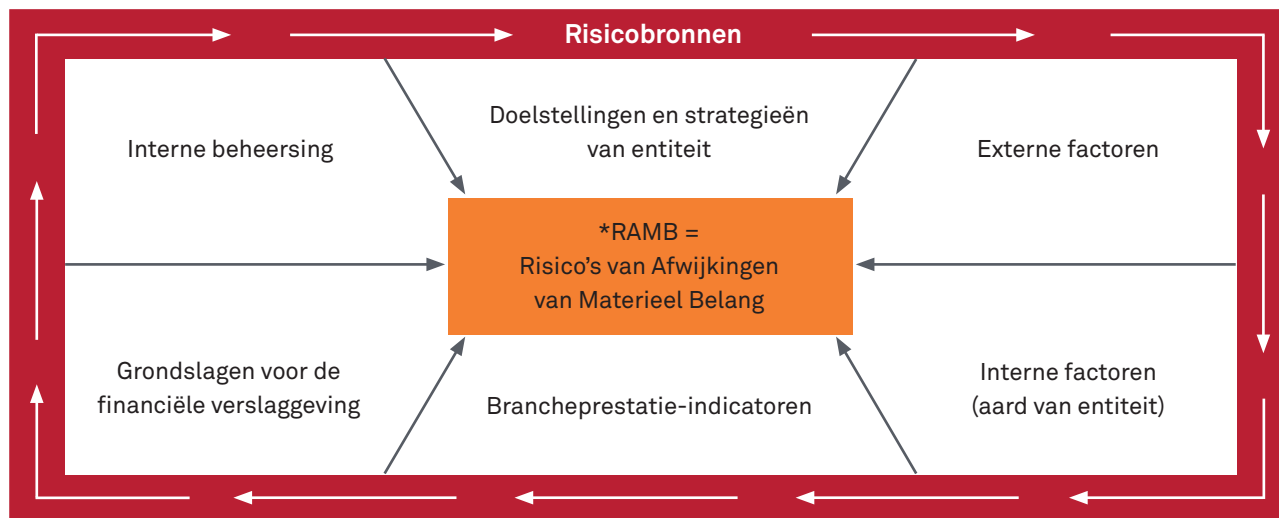 Risicobronnen
Interne beheersing
Doelstellingen en strategieën
van entiteit
Externe factoren
*RAMB =
Risico’s van Afwijkingen
van Materieel Belang
Grondslagen voor de
financiële verslaggeving
Brancheprestatie-indicatoren
Interne factoren
(aard van entiteit)